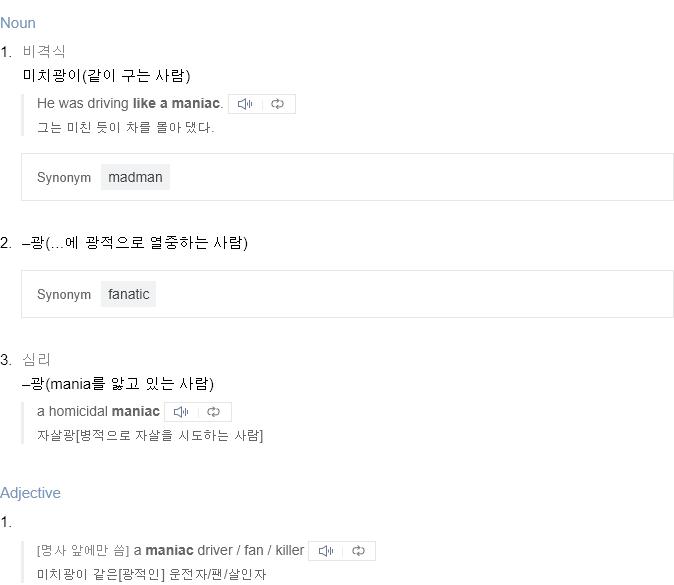 Noun
1. 비격식
미치광이(같이 구는 사람)
He was driving like a maniac.
그는 미친 듯이 차를 몰아 댔다.
Synonym madman
2. –광(…에 광적으로 열중하는 사람)
Synonym fanatic
3. 심리
–광(mania를 앓고 있는 사람)
a homicidal maniac
자살광[병적으로 자살을 시도하는 사람]
Adjective
1.
[명사 앞에만 씀] a maniac driver / fan / killer
미치광이 같은[광적인] 운전자/팬/살인자